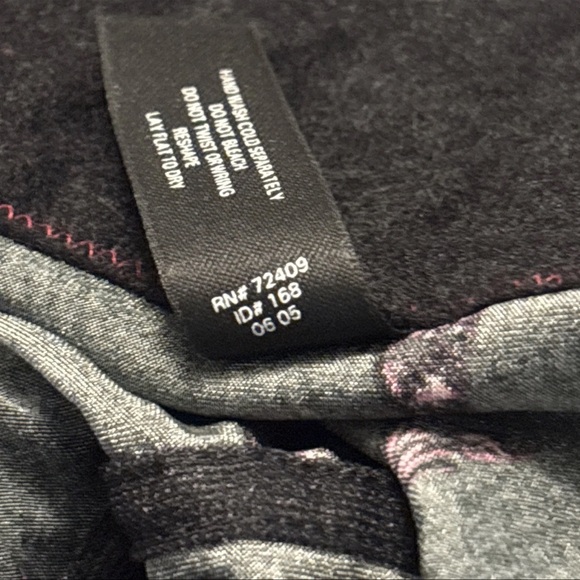 HAND WASH COLD SEPARATELY
DO NOT BLEACH
DO NOT TWIST OR WRING
RESHAPE
LAY FLAT TO DRY
RN# 72409
ID# 168
06 05